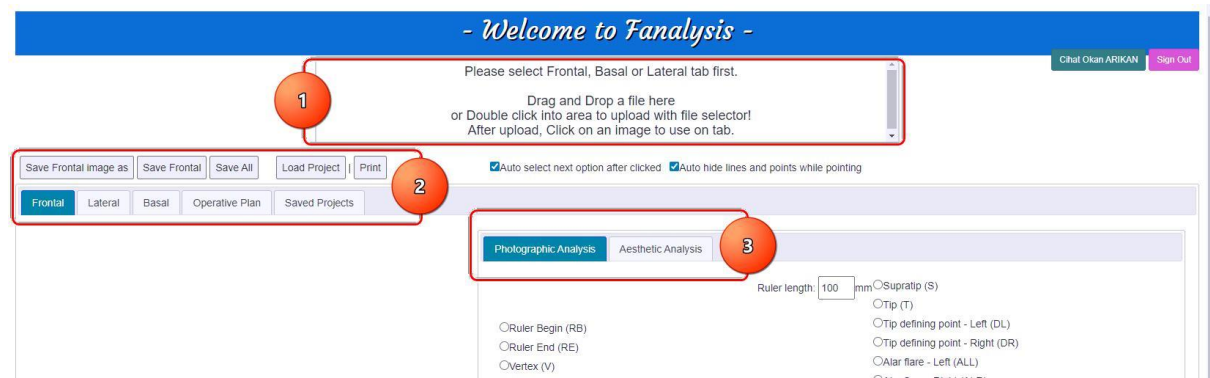 - Welcome to Fanalysis -
Cihat Okan ARIKAN Sign Out
Please select Frontal, Basal or Lateral tab first.
Drag and Drop a file here
or Double click into area to upload with file selector!
After upload, Click on an image to use on tab.
1
Save Frontal image as Save Frontal Save All Load Project | Print
2
Auto select next option after clicked Auto hide lines and points while pointing
Frontal Lateral Basal Operative Plan Saved Projects
Photographic Analysis Aesthetic Analysis
3
Ruler length: 100 mm
Ruler Begin (RB)
Ruler End (RE)
Vertex (V)
Supratip (S)
Tip (T)
Tip defining point - Left (DL)
Tip defining point - Right (DR)
Alar flare - Left (ALL)